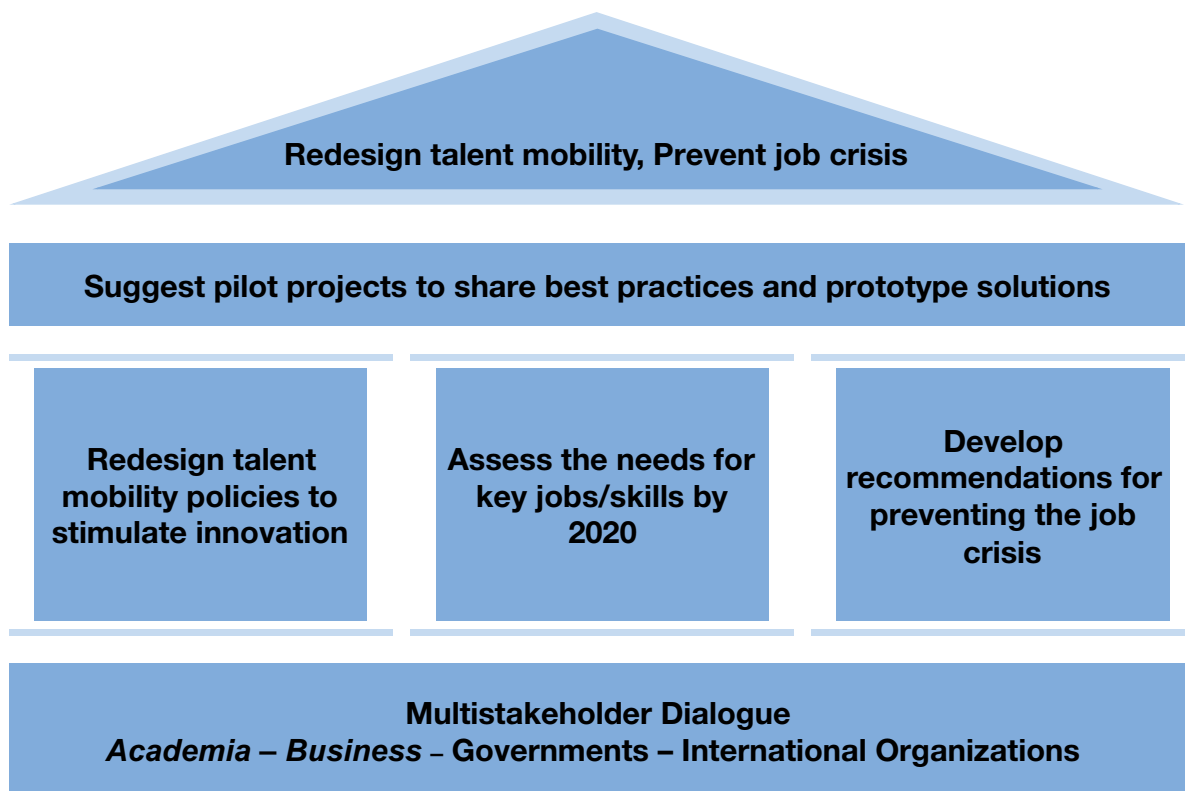 Redesign talent mobility, Prevent job crisis
Suggest pilot projects to share best practices and prototype solutions
Redesign talent
mobility policies to
stimulate innovation
Assess the needs for
key jobs/skills by
2020
Develop
recommendations for
preventing the job
crisis
Multistakeholder Dialogue
Academia – Business – Governments – International Organizations